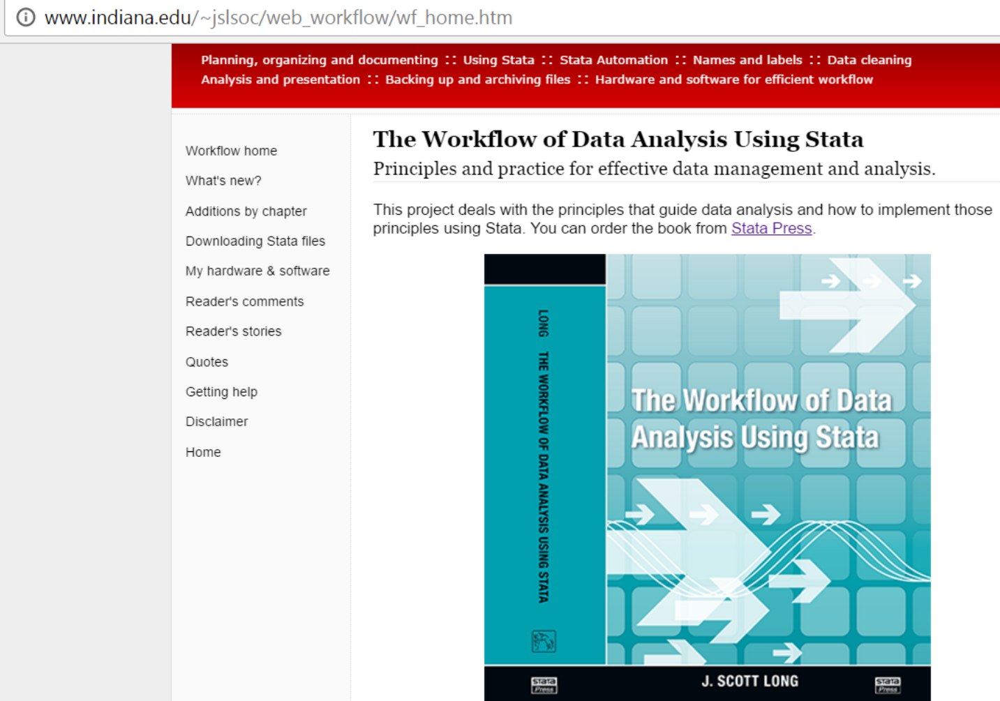 www.indiana.edu/~jslsoc/web_workflow/wf_home.htm
Planning, organizing and documenting :: Using Stata :: Stata Automation :: Names and labels :: Data cleaning
Analysis and presentation :: Backing up and archiving files :: Hardware and software for efficient workflow
Workflow home
What's new?
Additions by chapter
Downloading Stata files
My hardware & software
Reader's comments
Reader's stories
Quotes
Getting help
Disclaimer
Home
The Workflow of Data Analysis Using Stata
Principles and practice for effective data management and analysis.
This project deals with the principles that guide data analysis and how to implement those
principles using Stata. You can order the book from Stata Press.
LONG THE WORKFLOW OF DATA ANALYSIS USING STATA
The Workflow of Data
Analysis Using Stata
stata
Press
J. SCOTT LONG
stata
Press